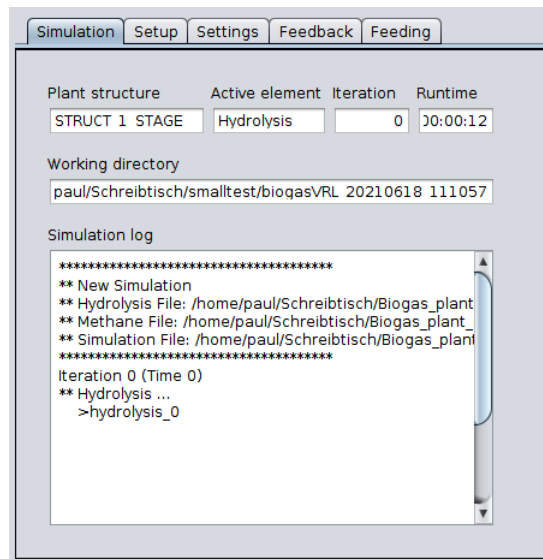 Simulation Setup Settings Feedback Feeding
Plant structure Active element Iteration Runtime
STRUCT 1 STAGE Hydrolysis 0 00:00:12
Working directory
paul/Schreibtisch/smalltest/biogasVRL 20210618 111057
Simulation log
**************************************
** New Simulation
** Hydrolysis File: /home/paul/Schreibtisch/Biogas_plant
** Methane File: /home/paul/Schreibtisch/Biogas_plant_
** Simulation File: /home/paul/Schreibtisch/Biogas_plant
**************************************
Iteration 0 (Time 0)
** Hydrolysis ...
>hydrolysis_0